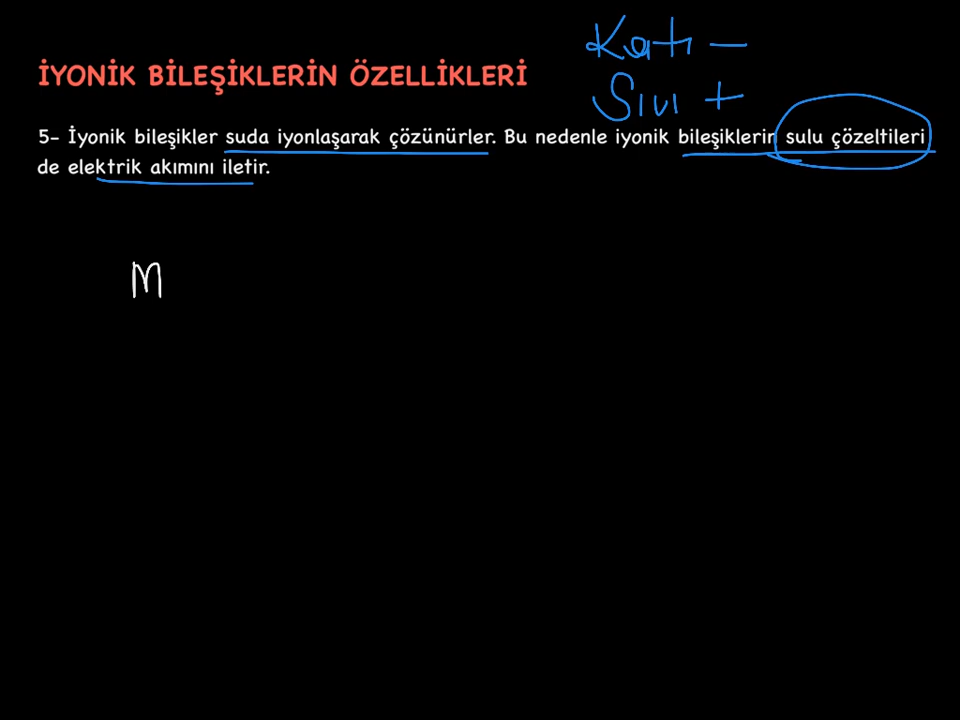 Katı -
Sıvı +
İYONİK BİLEŞİKLERİN ÖZELLİKLERİ
5- İyonik bileşikler suda iyonlaşarak çözünürler. Bu nedenle iyonik bileşiklerin sulu çözeltileri
de elektrik akımını iletir.
M